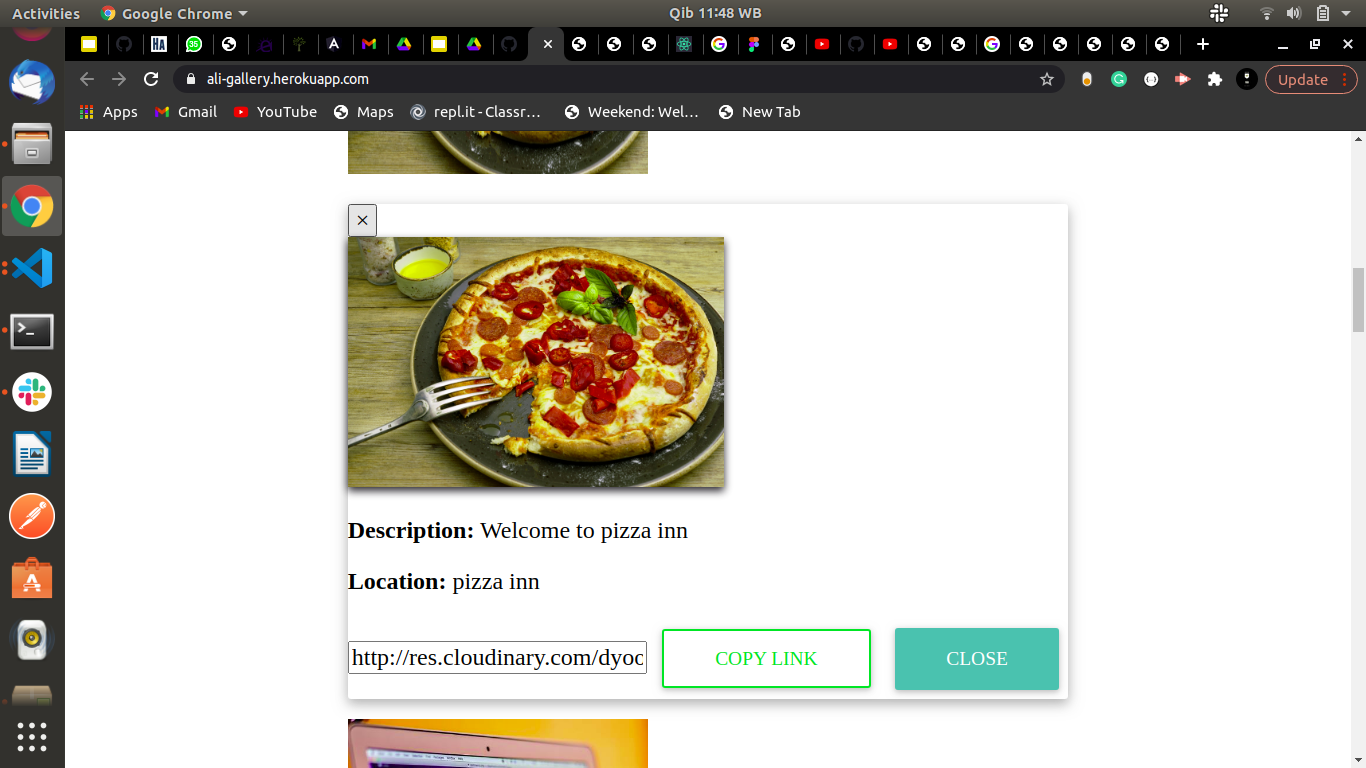 Activities Google Chrome Qib 11:48 WB
ali-gallery.herokuapp.com Update
Apps Gmail YouTube Maps repl.it - Classr… Weekend: Wel… New Tab
×
Description: Welcome to pizza inn
Location: pizza inn
http://res.cloudinary.com/dyoo COPY LINK CLOSE